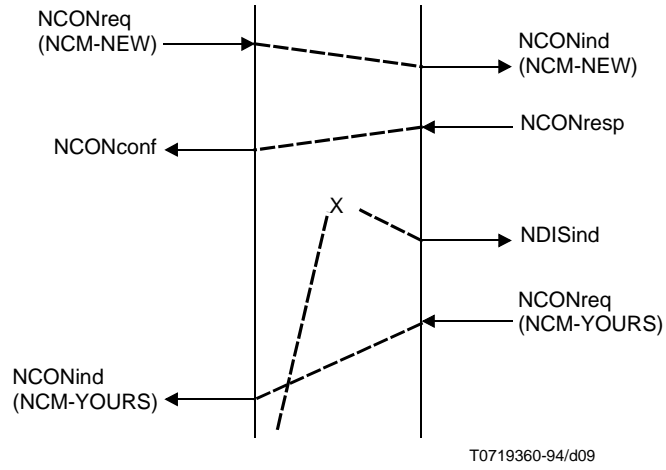 NCONreq
(NCM-NEW)
NCONind
(NCM-NEW)
NCONresp
NCONconf
X
NDISind
NCONreq
(NCM-YOURS)
NCONind
(NCM-YOURS)
T0719360-94/d09